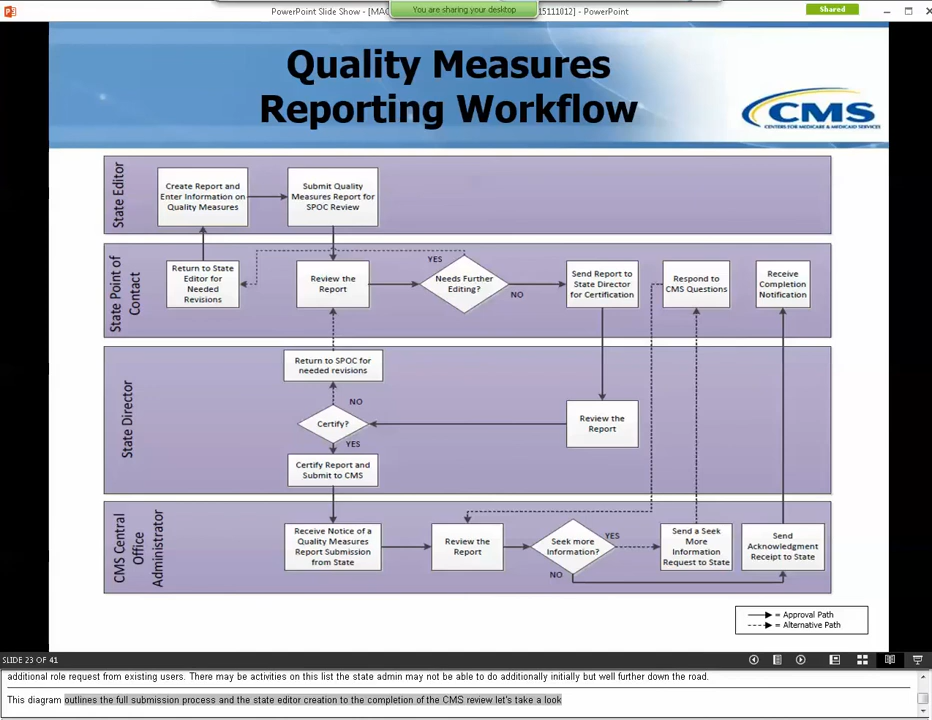 PowerPoint Slide Show - [MAC
You are sharing your desktop
15111012] - PowerPoint
Shared
Quality Measures
Reporting Workflow
CMS
CENTERS FOR MEDICARE & MEDICAID SERVICES
State Editor
Create Report and
Enter Information on
Quality Measures
Submit Quality
Measures Report for
SPOC Review
State Point of
Contact
Return to State
Editor for
Needed
Revisions
Review the
Report
YES
Needs Further
Editing?
NO
Send Report to
State Director
for Certification
Respond to
CMS Questions
Receive
Completion
Notification
State Director
Return to SPOC for
needed revisions
NO
Certify?
YES
Certify Report and
Submit to CMS
Review the
Report
CMS Central
Office
Administrator
Receive Notice of a
Quality Measures
Report Submission
from State
Review the
Report
Seek more
Information?
YES
NO
Send a Seek
More
Information
Request to State
Send
Acknowledgment
Receipt to State
= Approval Path
= Alternative Path
SLIDE 23 OF 41
additional role request from existing users. There may be activities on this list the state admin may not be able to do additionally initially but well further down the road.
This diagram outlines the full submission process and the state editor creation to the completion of the CMS review let's take a look